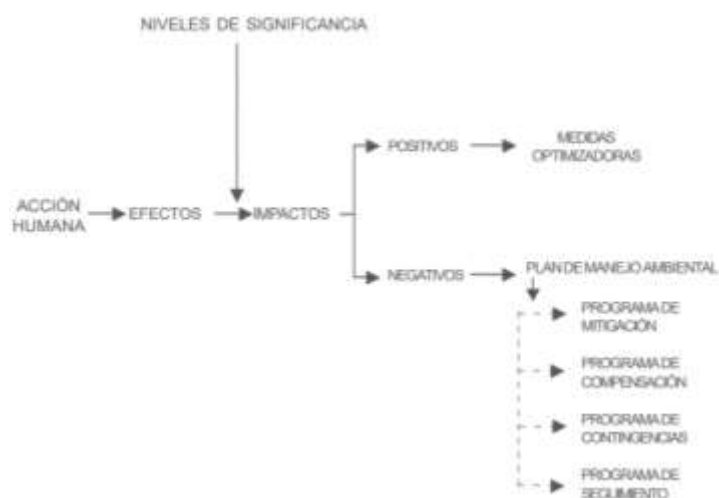 NIVELES DE SIGNIFICANCIA
POSITIVOS
MEDIDAS
OPTIMIZADORAS
ACCIÓN
HUMANA
EFECTOS
IMPACTOS
NEGATIVOS
PLAN DE MANEJO AMBIENTAL
PROGRAMA DE
MITIGACIÓN
PROGRAMA DE
COMPENSACIÓN
PROGRAMA DE
CONTINGENCIAS
PROGRAMA DE
SEGUIMIENTO